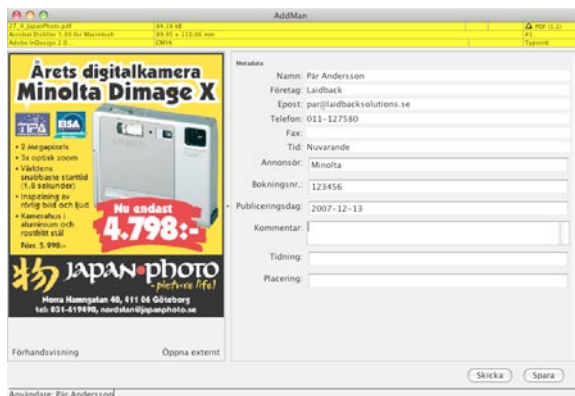 AddMan
27_4_JapanPhoto.pdf 84.18 kB PDF (1.2)
Acrobat Distiller 5.00 for Macintosh 89.95 x 110.06 mm #1
Adobe InDesign 2.0... CMYK Typsnitt
Årets digitalkamera
Minolta Dimage X
TIPA EISA
• 2 Megapixels
• 3x optisk zoom
• Världens
snabbaste starttid
(1,8 sekunder)
• Inspelning av
rörlig bild och ljud
• Kamerahus i
aluminium och
rostfritt stål
Förr. 5.998:-
Nu endast
4.798:-
物 JAPAN photo
- picture life!
Norra Hamngatan 40, 411 06 Göteborg
tel: 031-619490, nordstan@japanphoto.se
Förhandsvisning Öppna externt
Metadata
Namn: Pär Andersson
Företag: Laidback
Epost: par@laidbacksolutions.se
Telefon: 011-127580
Fax:
Tid: Nuvarande
Annonsör: Minolta
Bokningsnr.: 123456
Publiceringsdag: 2007-12-13
Kommentar:
Tidning:
Placering:
Skicka Spara
Användare: Pär Andersson